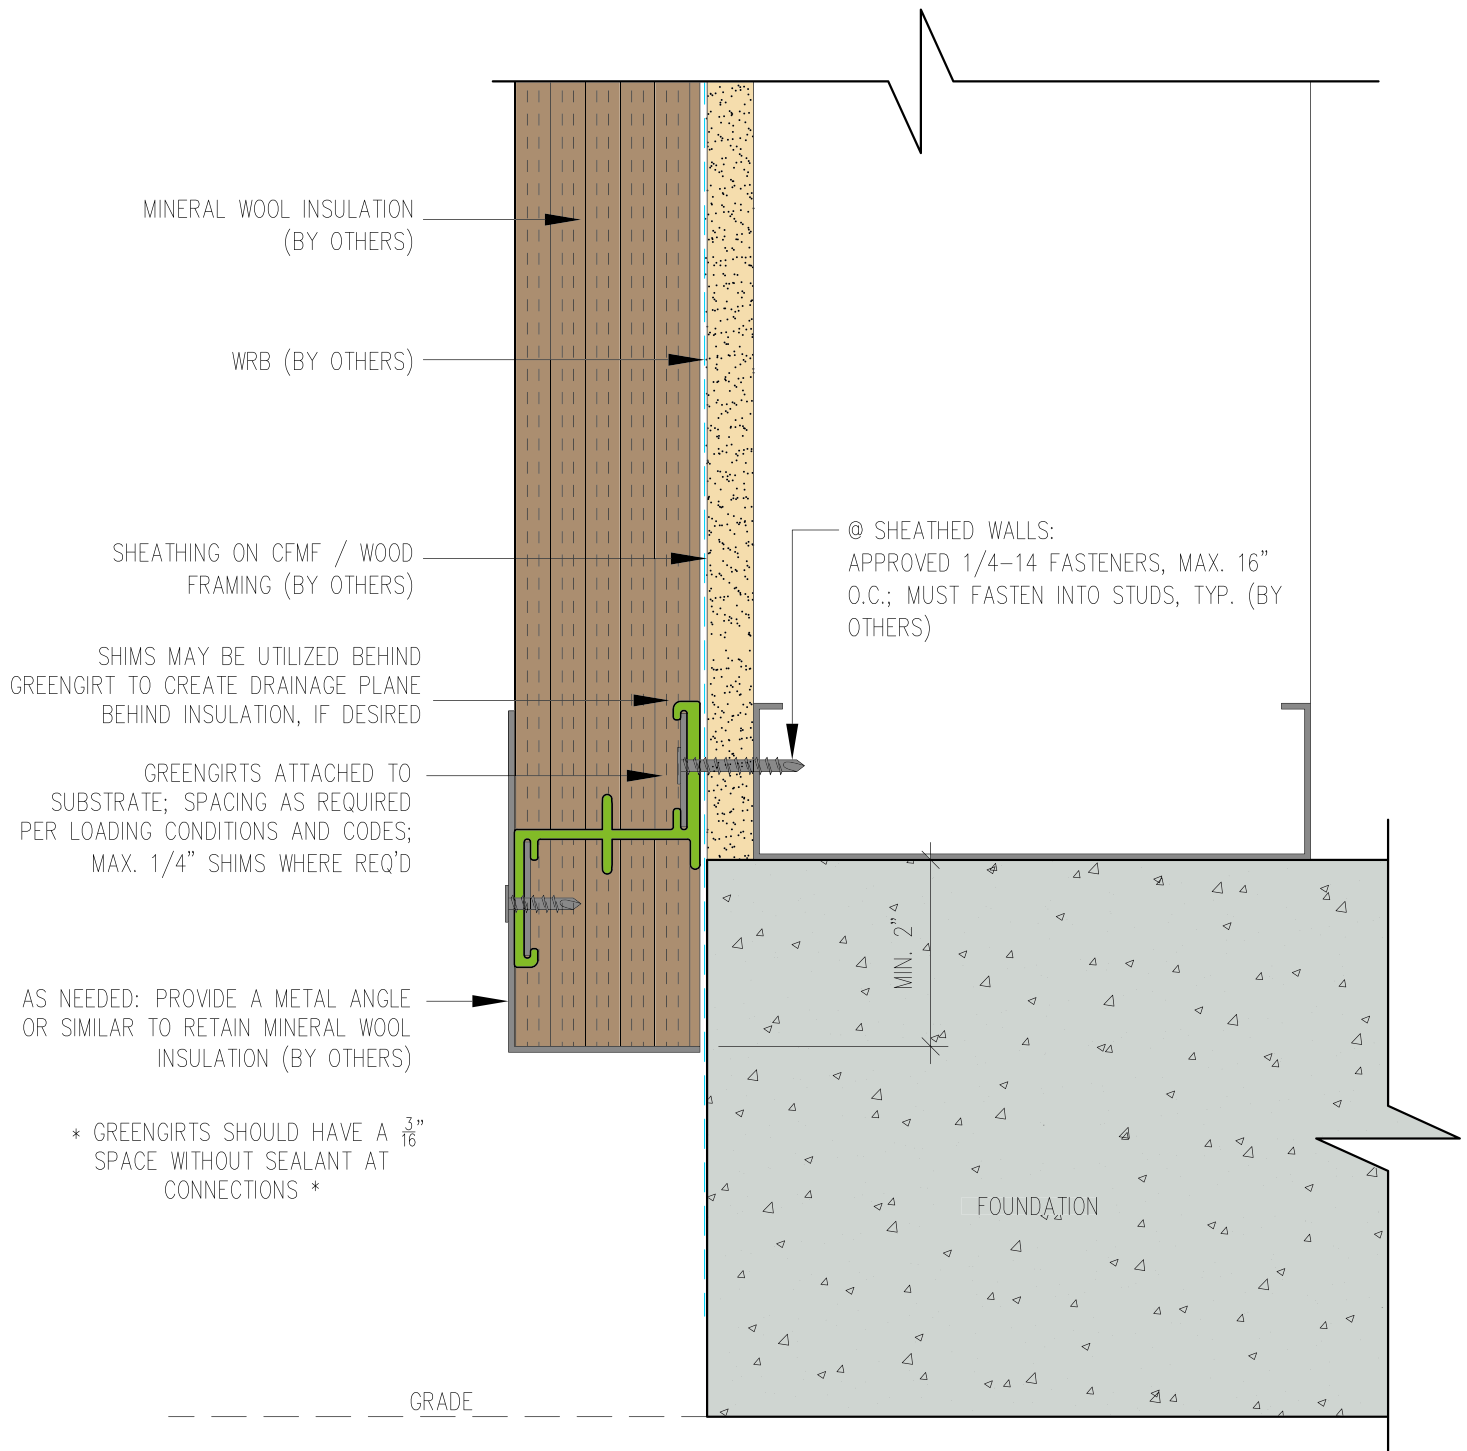 MINERAL WOOL INSULATION
(BY OTHERS)
WRB (BY OTHERS)
SHEATHING ON CFMF / WOOD
FRAMING (BY OTHERS)
@ SHEATHED WALLS:
APPROVED 1/4-14 FASTENERS, MAX. 16"
O.C.; MUST FASTEN INTO STUDS, TYP. (BY
OTHERS)
SHIMS MAY BE UTILIZED BEHIND
GREENGIRT TO CREATE DRAINAGE PLANE
BEHIND INSULATION, IF DESIRED
GREENGIRTS ATTACHED TO
SUBSTRATE; SPACING AS REQUIRED
PER LOADING CONDITIONS AND CODES;
MAX. 1/4" SHIMS WHERE REQ'D
MIN. 2"
AS NEEDED: PROVIDE A METAL ANGLE
OR SIMILAR TO RETAIN MINERAL WOOL
INSULATION (BY OTHERS)
* GREENGIRTS SHOULD HAVE A 3/16"
SPACE WITHOUT SEALANT AT
CONNECTIONS *
FOUNDATION
GRADE